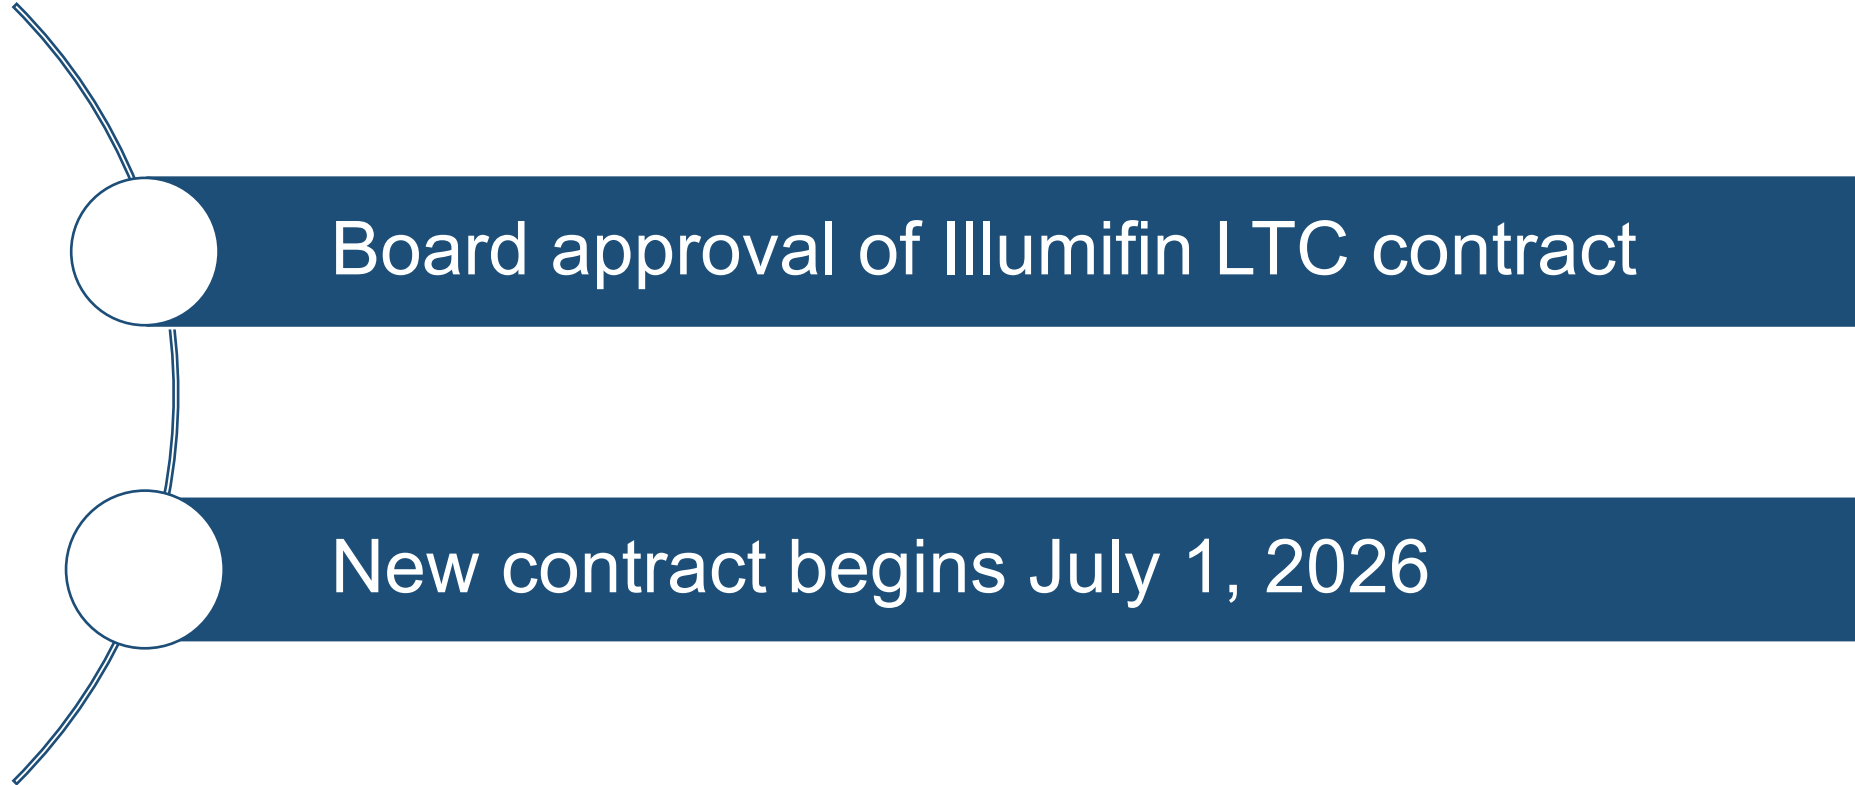 Board approval of Illumifin LTC contract
New contract begins July 1, 2026